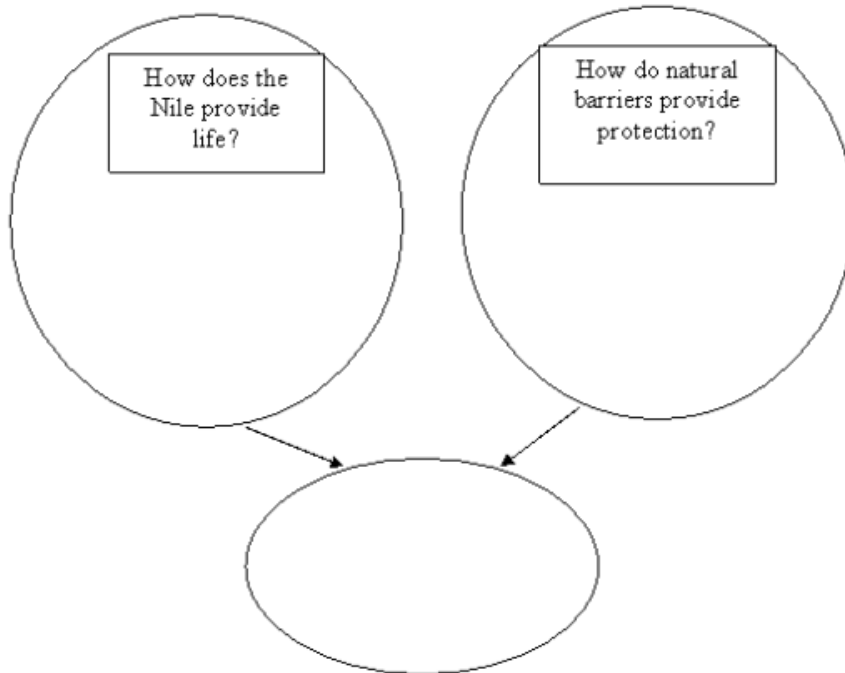 How does the
Nile provide
life?
How do natural
barriers provide
protection?